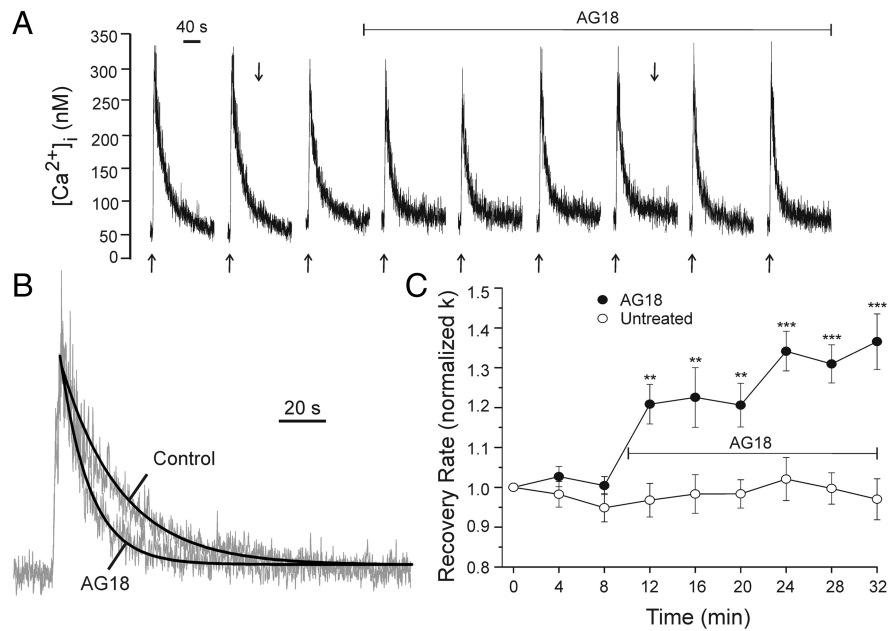 A
40 s
AG18
[Ca2+]i (nM)
350
300
250
200
150
100
50
0
B
20 s
Control
AG18
C
AG18
Untreated
Recovery Rate (normalized k)
1.5
1.4
1.3
1.2
1.1
1.0
0.9
0.8
** ** ** *** *** ***
AG18
0 4 8 12 16 20 24 28 32
Time (min)